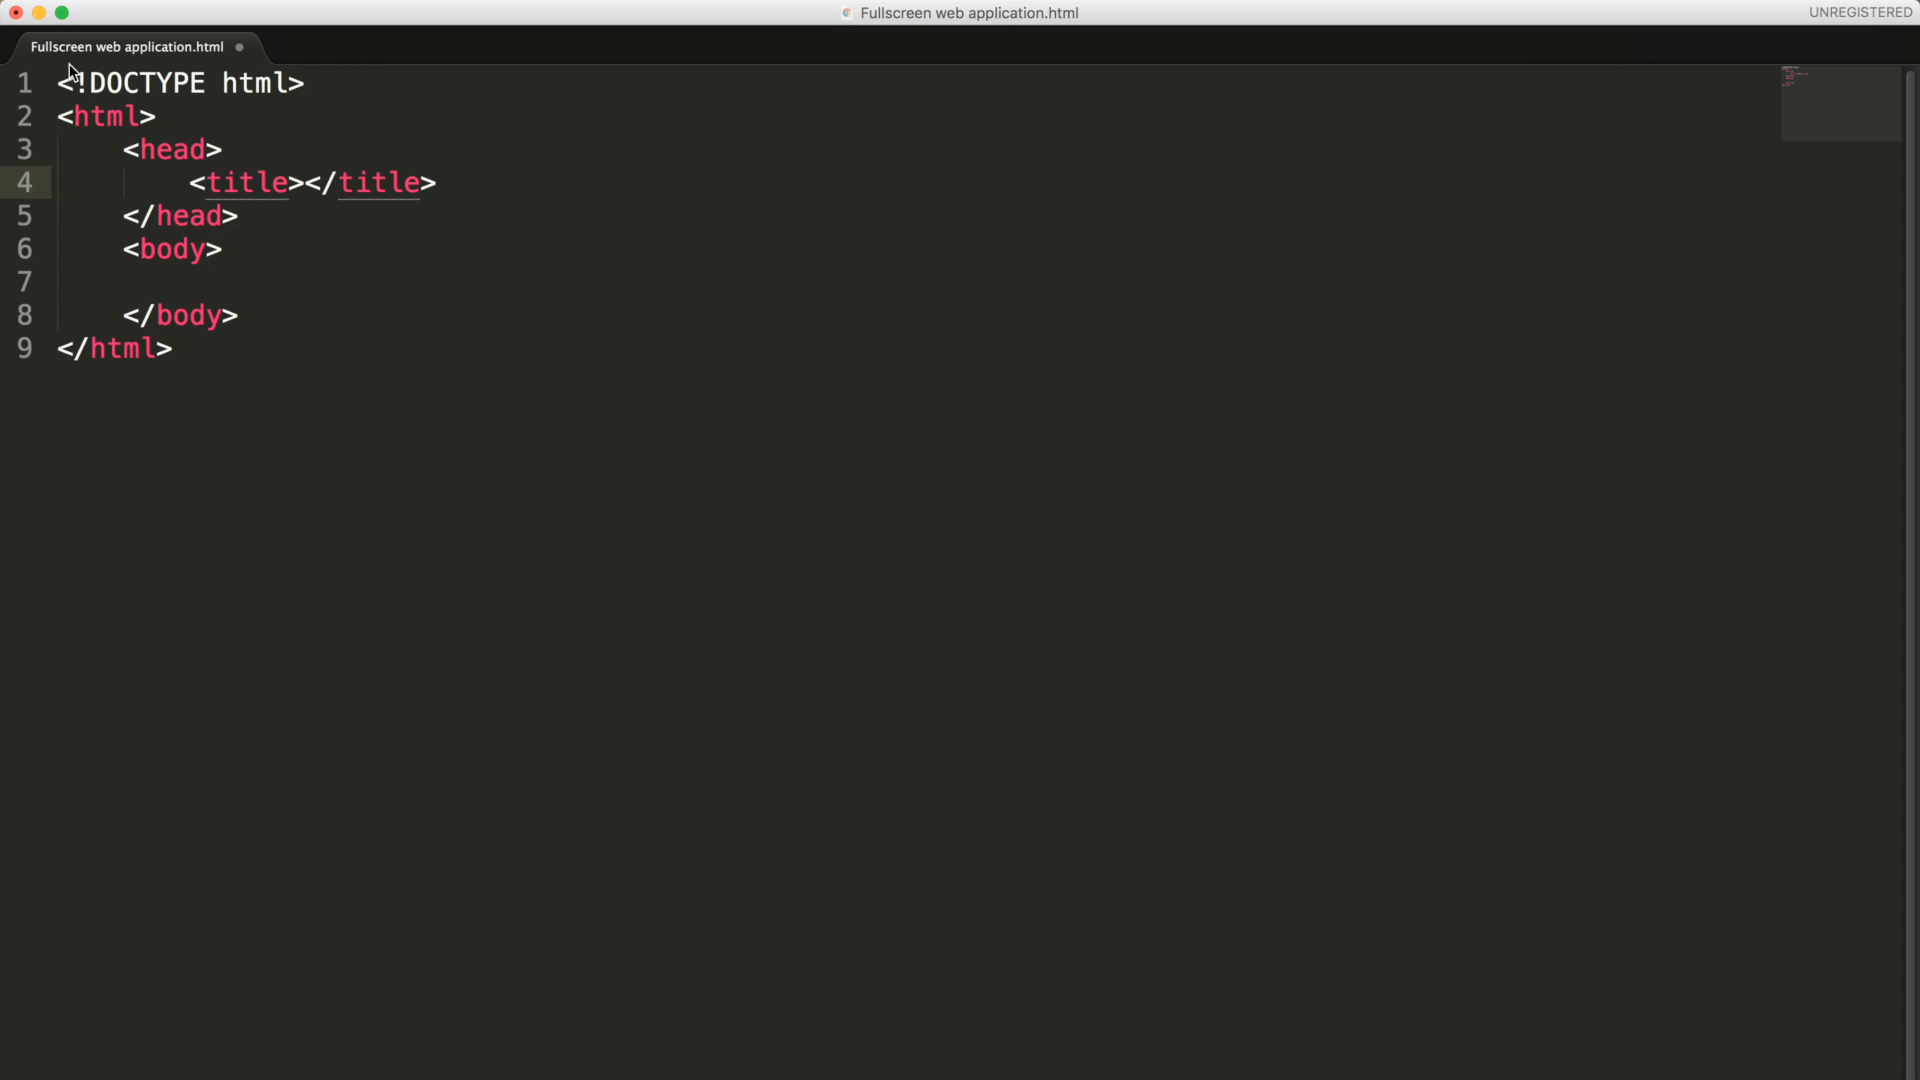 Fullscreen web application.html
UNREGISTERED
Fullscreen web application.html
1 <!DOCTYPE html>
2 <html>
3 <head>
4 <title></title>
5 </head>
6 <body>
7
8 </body>
9 </html>